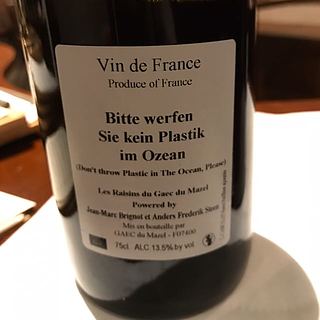 Vin de France
Produce of France
Bitte werfen
Sie kein Plastik
im Ozean
(Don't throw Plastic in The Ocean, Please)
Les Raisins du Gaec du Mazel
Powered by
Jean-Marc Brignot et Anders Frederik Steen
Mis en bouteille par
GAEC du Mazel - F07400
75cl ALC 13.5% by vol